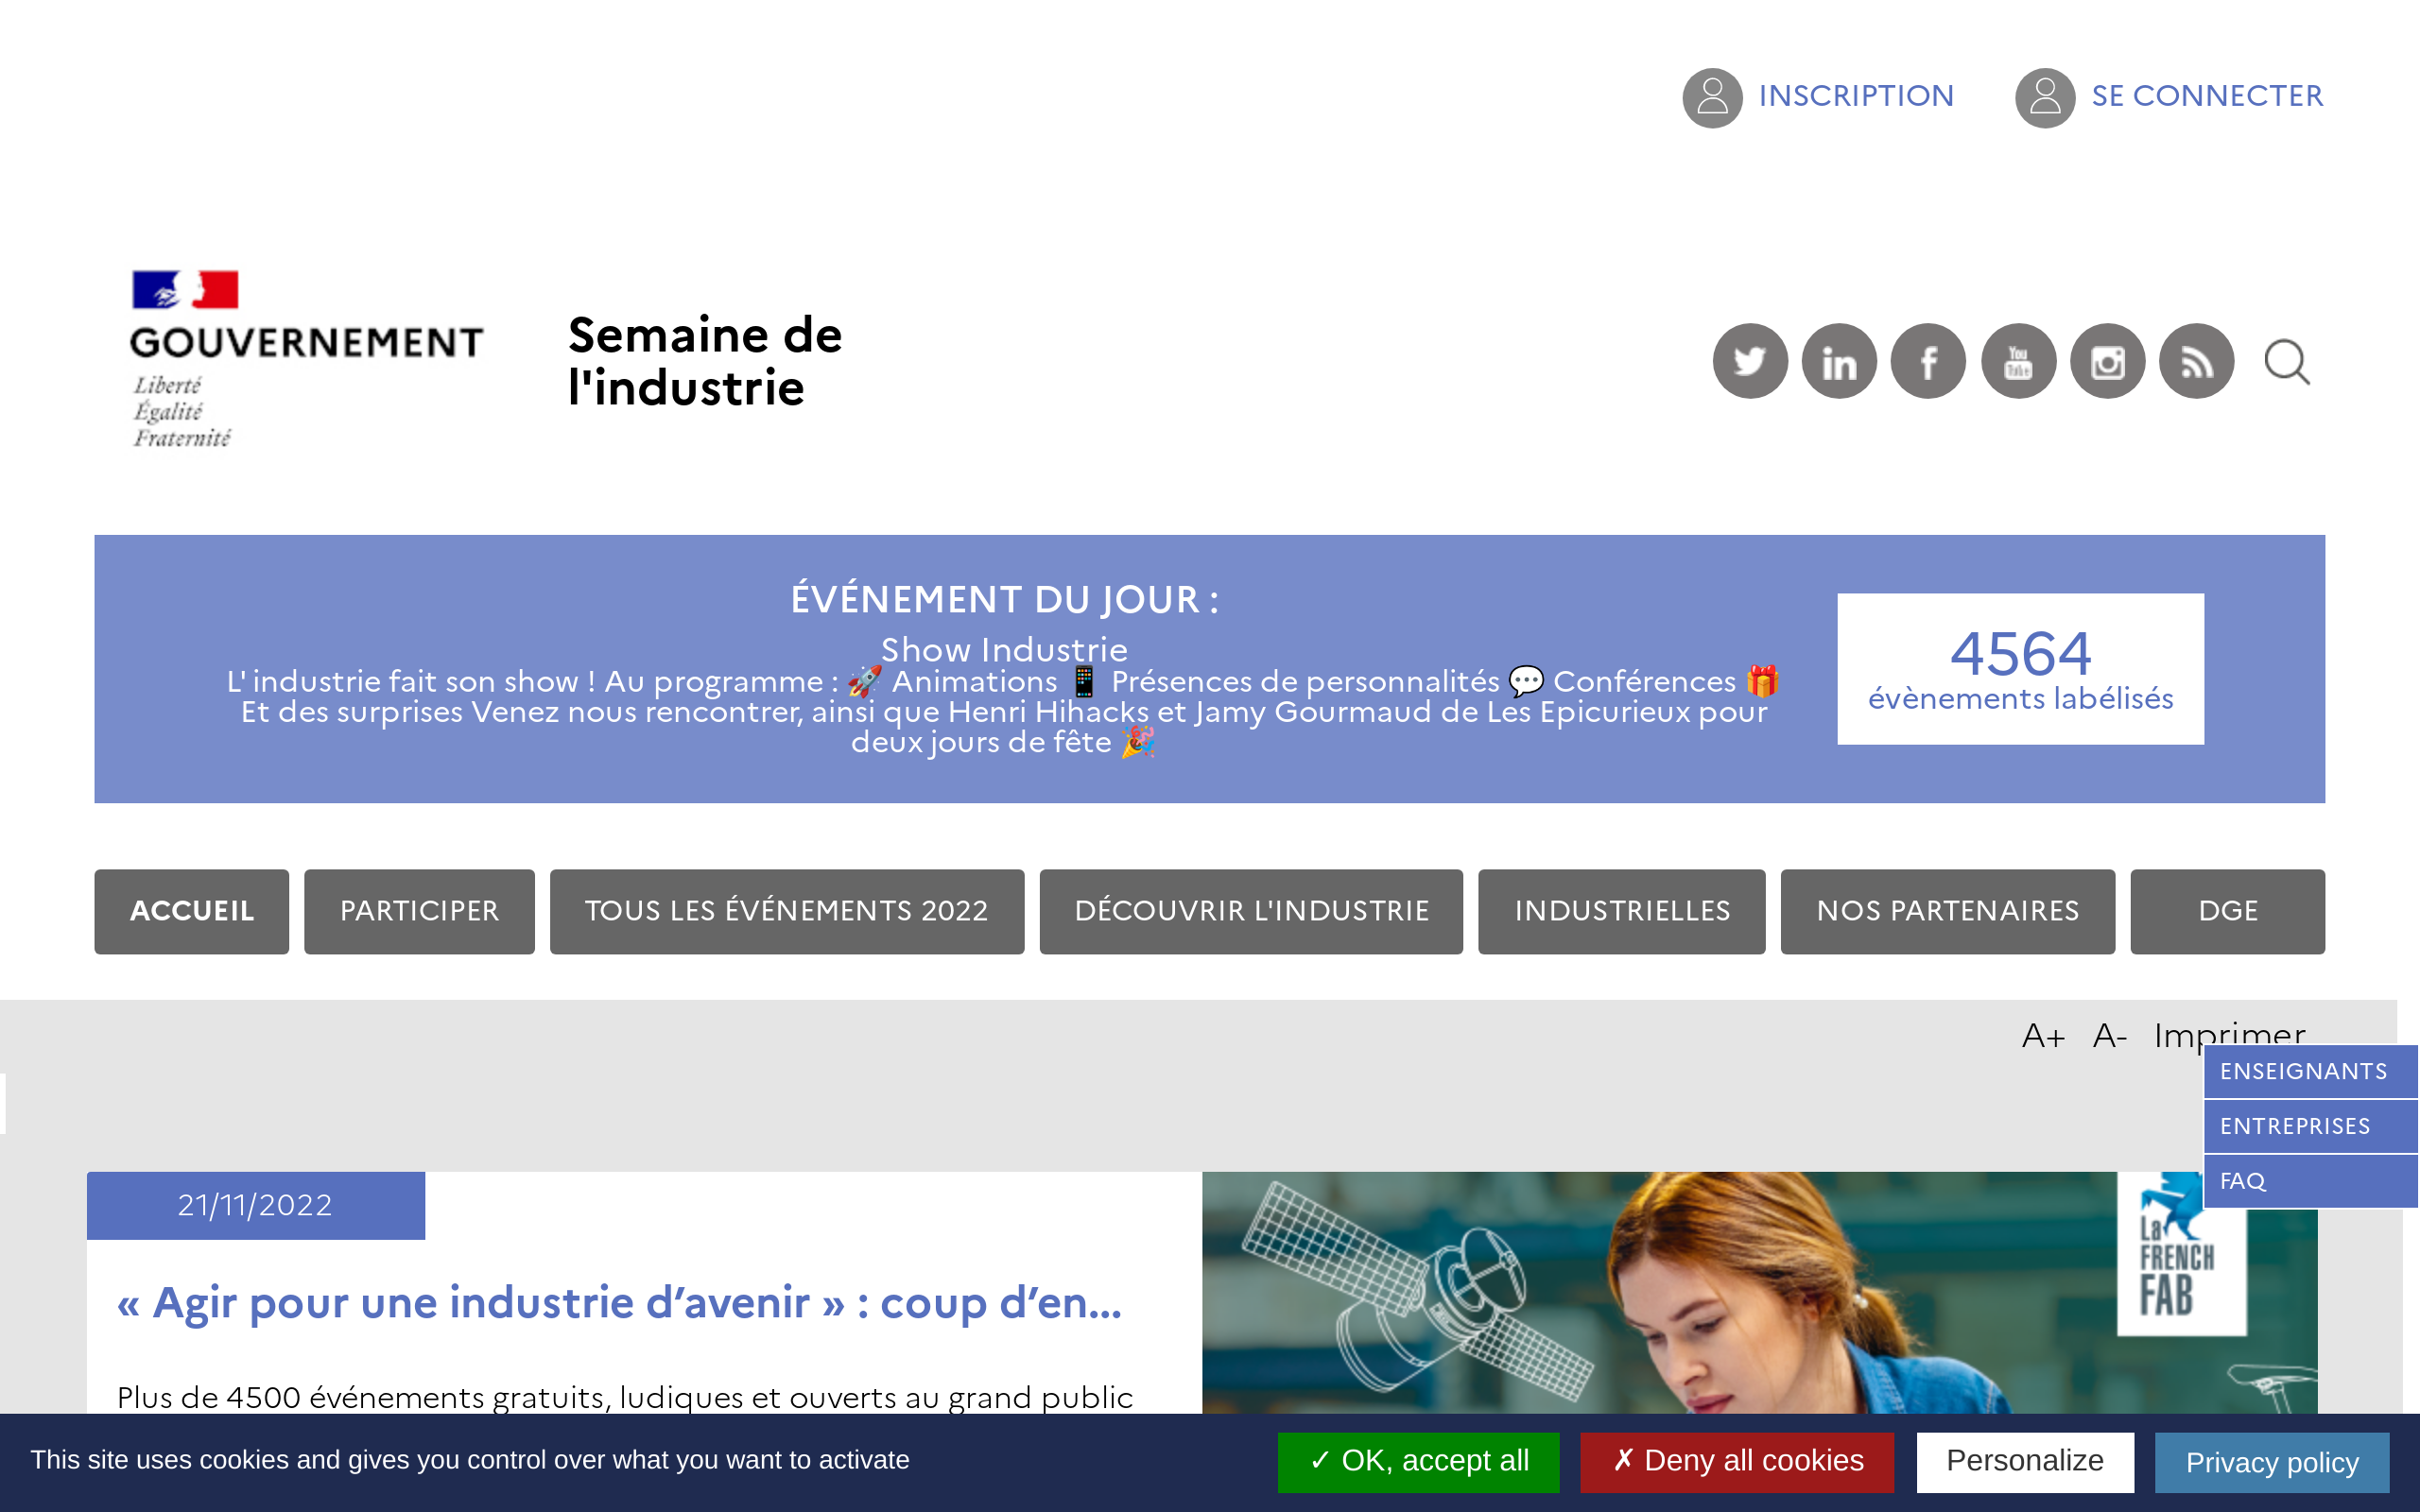 INSCRIPTION
SE CONNECTER
GOUVERNEMENT
Liberté
Égalité
Fraternité
Semaine de
l'industrie
You
Tube
ÉVÉNEMENT DU JOUR :
Show Industrie
L' industrie fait son show ! Au programme : 🚀 Animations 📱 Présences de personnalités 💬 Conférences 🎁
Et des surprises Venez nous rencontrer, ainsi que Henri Hihacks et Jamy Gourmaud de Les Epicurieux pour
deux jours de fête 🎉
4564
évènements labélisés
ACCUEIL
PARTICIPER
TOUS LES ÉVÉNEMENTS 2022
DÉCOUVRIR L'INDUSTRIE
INDUSTRIELLES
NOS PARTENAIRES
DGE
A+
A-
Imprimer
ENSEIGNANTS
ENTREPRISES
FAQ
21/11/2022
« Agir pour une industrie d’avenir » : coup d’en...
Plus de 4500 événements gratuits, ludiques et ouverts au grand public
La
FRENCH
FAB
This site uses cookies and gives you control over what you want to activate
✓ OK, accept all
✗ Deny all cookies
Personalize
Privacy policy